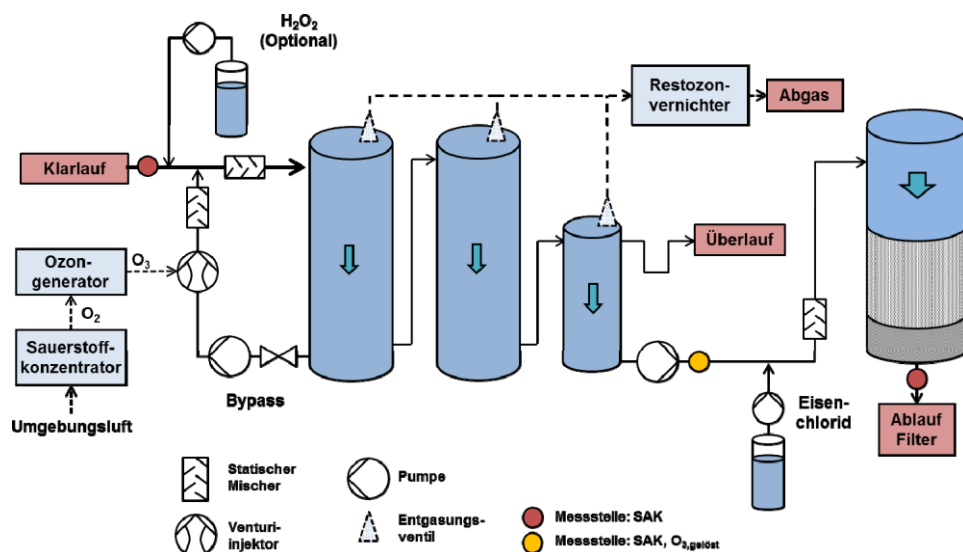 H₂O₂
(Optional)
Restozon-
vernichter
Abgas
Klarlauf
Ozon-
generator
O₃
O₂
Sauerstoff-
konzentrator
Umgebungsluft
Bypass
Überlauf
Eisen-
chlorid
Ablauf
Filter
Statischer
Mischer
Pumpe
Venturi-
injektor
Entgasungs-
ventil
Messstelle: SAK
Messstelle: SAK, O₃,gelöst